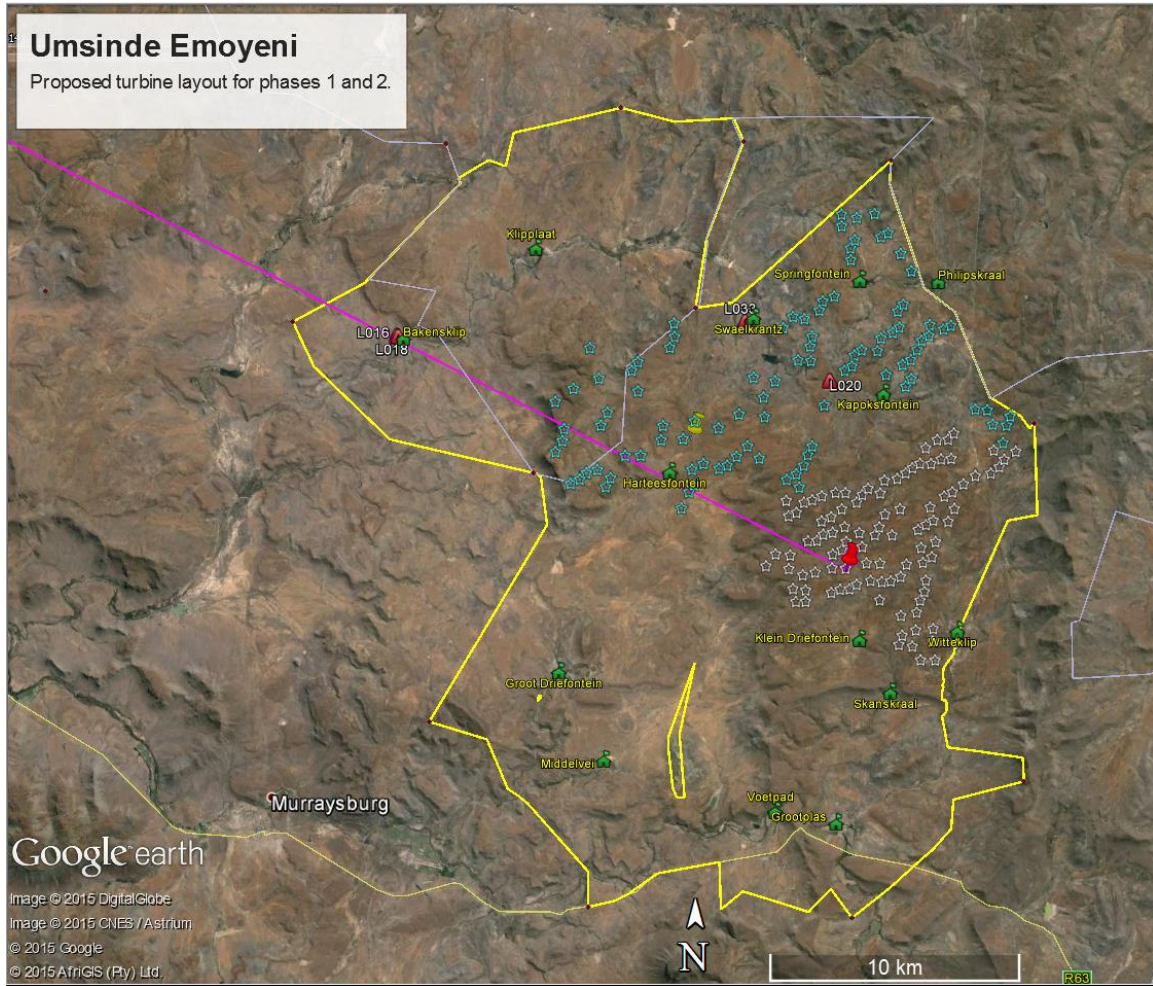 Umsinde Emoyeni
Proposed turbine layout for phases 1 and 2.
Klipplaat
Springfontein
Philipskraal
L033
Swaelkrantz
L016
Bakensklip
L018
L020
Kapoksfontein
Harteesfontein
Klein Driefontein
Witteklip
Groot Driefontein
Skanskraal
Middelvei
Voetpad
Grootplas
Murraysburg
Google earth
Image © 2015 DigitalGlobe
Image © 2015 CNES / Astrium
© 2015 Google
© 2015 AfriGIS (Pty) Ltd.
N
10 km
R63